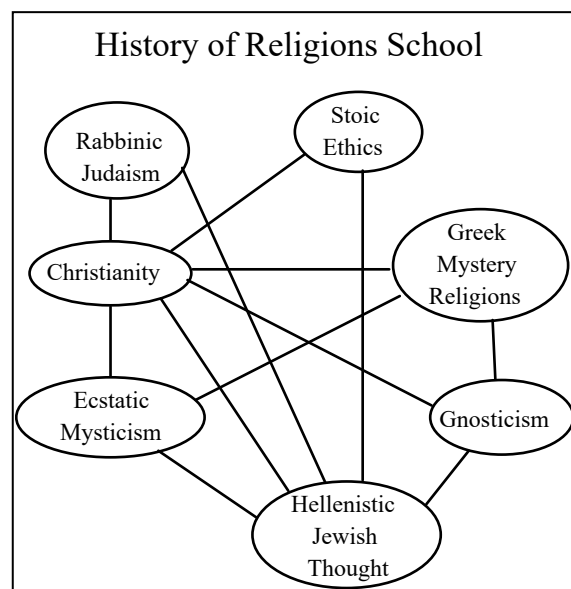 History of Religions School
Stoic
Ethics
Rabbinic
Judaism
Greek
Mystery
Religions
Christianity
Ecstatic
Mysticism
Gnosticism
Hellenistic
Jewish
Thought